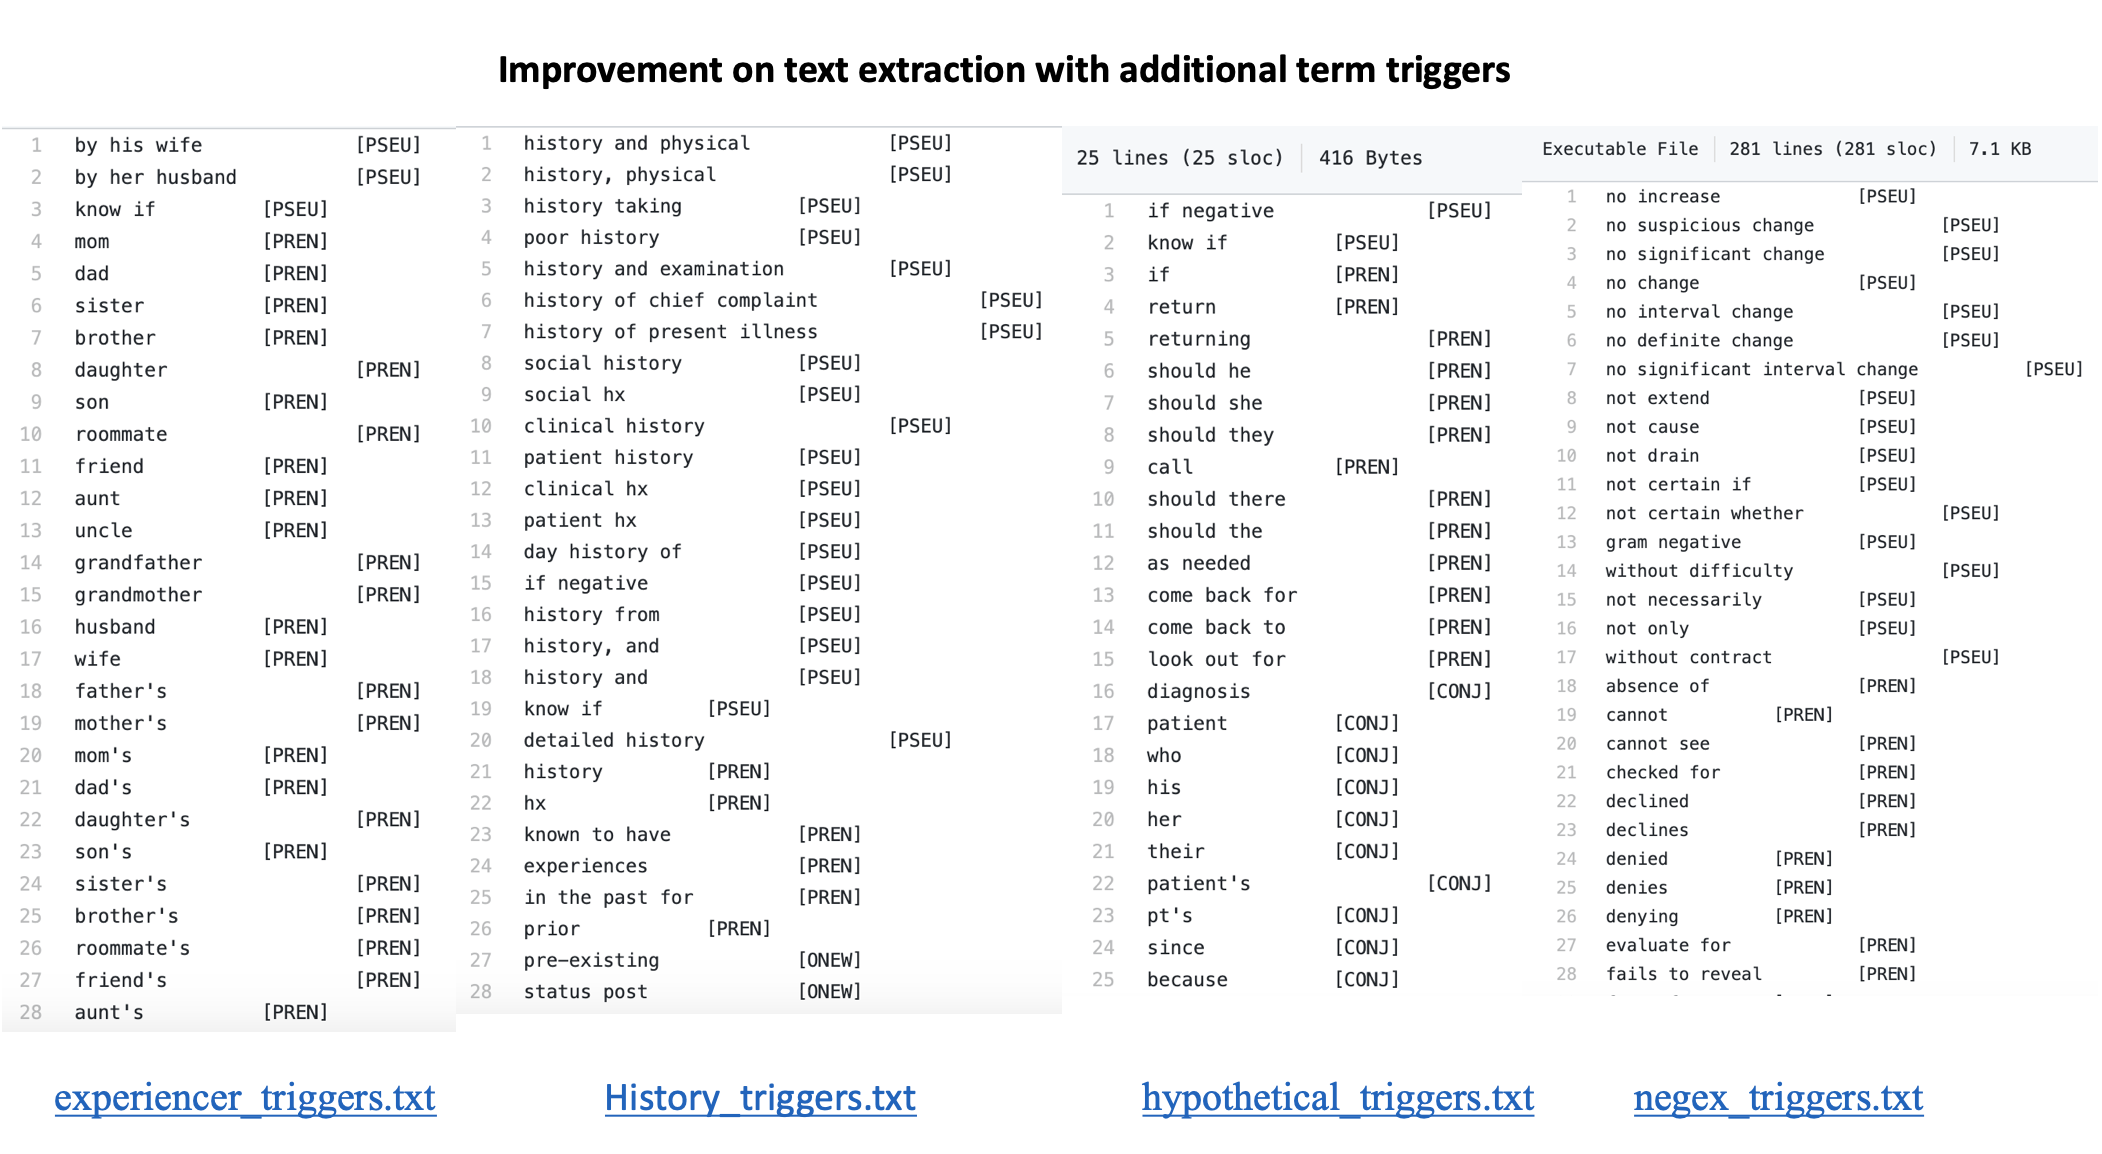 Improvement on text extraction with additional term triggers
1 by his wife [PSEU]
2 by her husband [PSEU]
3 know if [PSEU]
4 mom [PREN]
5 dad [PREN]
6 sister [PREN]
7 brother [PREN]
8 daughter [PREN]
9 son [PREN]
10 roommate [PREN]
11 friend [PREN]
12 aunt [PREN]
13 uncle [PREN]
14 grandfather [PREN]
15 grandmother [PREN]
16 husband [PREN]
17 wife [PREN]
18 father's [PREN]
19 mother's [PREN]
20 mom's [PREN]
21 dad's [PREN]
22 daughter's [PREN]
23 son's [PREN]
24 sister's [PREN]
25 brother's [PREN]
26 roommate's [PREN]
27 friend's [PREN]
28 aunt's [PREN]
experiencer_triggers.txt
1 history and physical [PSEU]
2 history, physical [PSEU]
3 history taking [PSEU]
4 poor history [PSEU]
5 history and examination [PSEU]
6 history of chief complaint [PSEU]
7 history of present illness [PSEU]
8 social history [PSEU]
9 social hx [PSEU]
10 clinical history [PSEU]
11 patient history [PSEU]
12 clinical hx [PSEU]
13 patient hx [PSEU]
14 day history of [PSEU]
15 if negative [PSEU]
16 history from [PSEU]
17 history, and [PSEU]
18 history and [PSEU]
19 know if [PSEU]
20 detailed history [PSEU]
21 history [PREN]
22 hx [PREN]
23 known to have [PREN]
24 experiences [PREN]
25 in the past for [PREN]
26 prior [PREN]
27 pre-existing [ONEW]
28 status post [ONEW]
History_triggers.txt
25 lines (25 sloc) 416 Bytes
1 if negative [PSEU]
2 know if [PSEU]
3 if [PREN]
4 return [PREN]
5 returning [PREN]
6 should he [PREN]
7 should she [PREN]
8 should they [PREN]
9 call [PREN]
10 should there [PREN]
11 should the [PREN]
12 as needed [PREN]
13 come back for [PREN]
14 come back to [PREN]
15 look out for [PREN]
16 diagnosis [CONJ]
17 patient [CONJ]
18 who [CONJ]
19 his [CONJ]
20 her [CONJ]
21 their [CONJ]
22 patient's [CONJ]
23 pt's [CONJ]
24 since [CONJ]
25 because [CONJ]
hypothetical_triggers.txt
Executable File 281 lines (281 sloc) 7.1 KB
1 no increase [PSEU]
2 no suspicious change [PSEU]
3 no significant change [PSEU]
4 no change [PSEU]
5 no interval change [PSEU]
6 no definite change [PSEU]
7 no significant interval change [PSEU]
8 not extend [PSEU]
9 not cause [PSEU]
10 not drain [PSEU]
11 not certain if [PSEU]
12 not certain whether [PSEU]
13 gram negative [PSEU]
14 without difficulty [PSEU]
15 not necessarily [PSEU]
16 not only [PSEU]
17 without contract [PSEU]
18 absence of [PREN]
19 cannot [PREN]
20 cannot see [PREN]
21 checked for [PREN]
22 declined [PREN]
23 declines [PREN]
24 denied [PREN]
25 denies [PREN]
26 denying [PREN]
27 evaluate for [PREN]
28 fails to reveal [PREN]
negex_triggers.txt